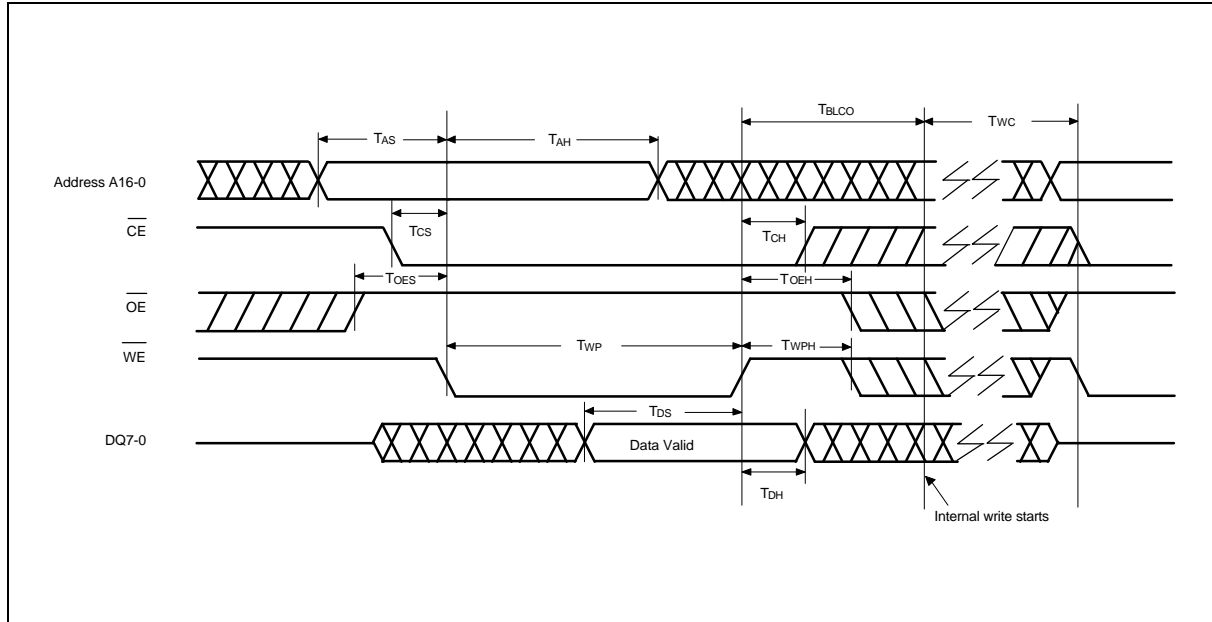 TBLCO
TWC
TAS
TAH
Address A16-0
CE
TCS
TCH
TOES
TOEH
OE
TWP
TWPH
WE
TDS
DQ7-0
Data Valid
TDH
Internal write starts